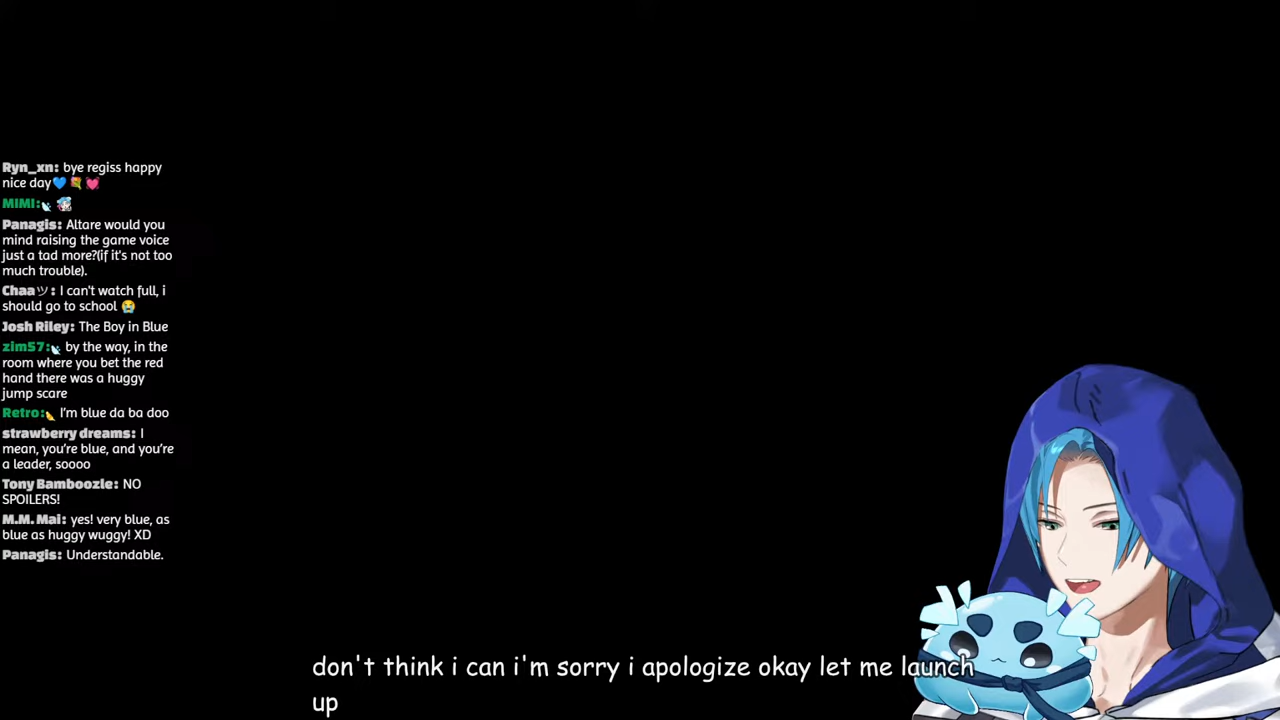 Ryn_xn: bye regiss happy
nice day💙💐💓
MIMI:
Panagis: Altare would you
mind raising the game voice
just a tad more?(if it's not too
much trouble).
Chaaツ: I can't watch full, i
should go to school 😭
Josh Riley: The Boy in Blue
zim57: by the way, in the
room where you bet the red
hand there was a huggy
jump scare
Retro: I'm blue da ba doo
strawberry dreams: I
mean, you're blue, and you're
a leader, soooo
Tony Bamboozle: NO
SPOILERS!
M.M. Mai: yes! very blue, as
blue as huggy wuggy! XD
Panagis: Understandable.
don't think i can i'm sorry i apologize okay let me launch
up